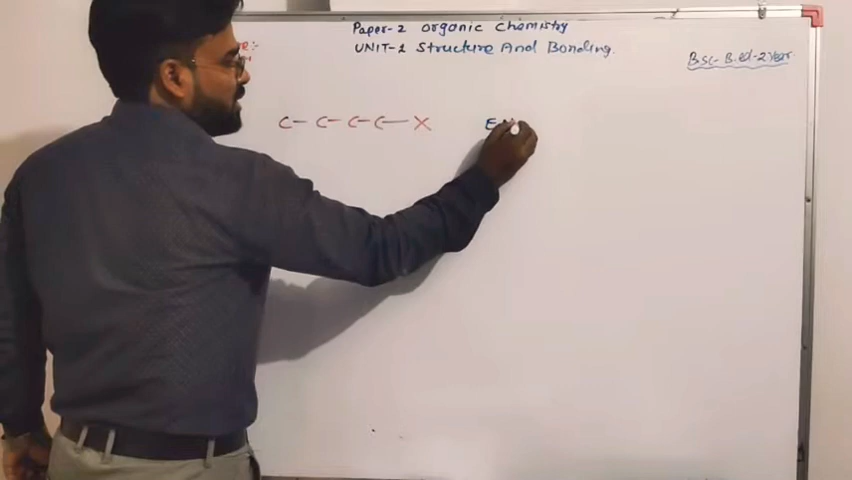 Paper-2 organic chemistry
UNIT-1 Structure And Bonding.
BSC- B.ed-2Year
C- C- C- C- X